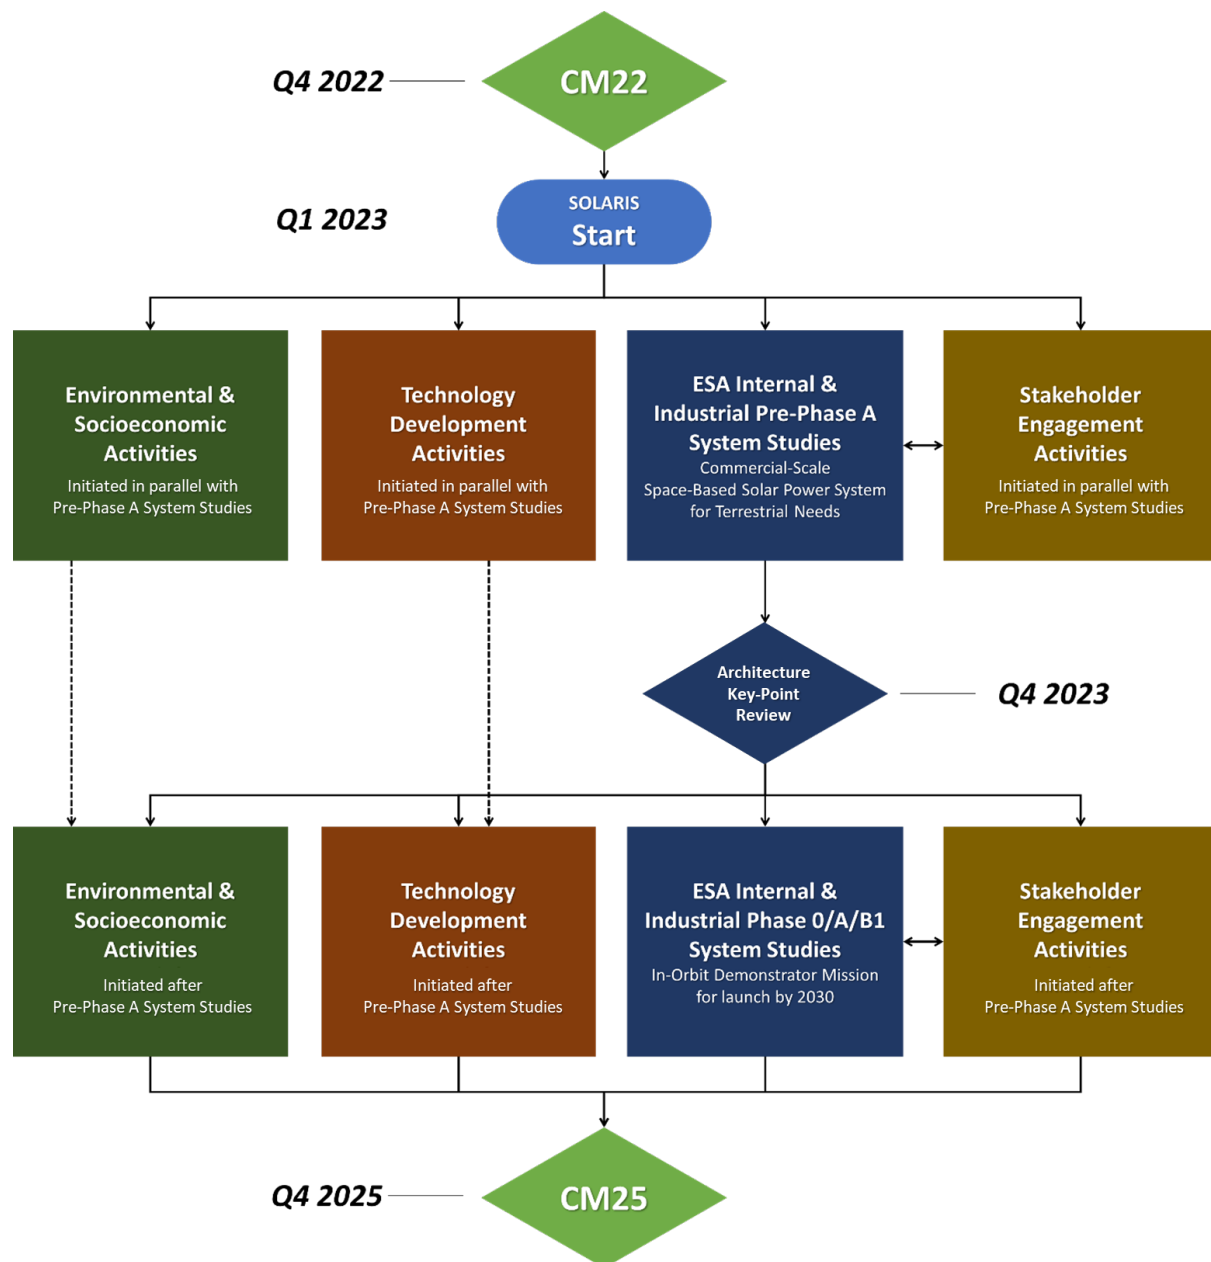 Q4 2022
CM22
Q1 2023
SOLARIS
Start
Environmental &
Socioeconomic
Activities
Initiated in parallel with
Pre-Phase A System Studies
Technology
Development
Activities
Initiated in parallel with
Pre-Phase A System Studies
ESA Internal &
Industrial Pre-Phase A
System Studies
Commercial-Scale
Space-Based Solar Power System
for Terrestrial Needs
Stakeholder
Engagement
Activities
Initiated in parallel with
Pre-Phase A System Studies
Architecture
Key-Point
Review
Q4 2023
Environmental &
Socioeconomic
Activities
Initiated after
Pre-Phase A System Studies
Technology
Development
Activities
Initiated after
Pre-Phase A System Studies
ESA Internal &
Industrial Phase 0/A/B1
System Studies
In-Orbit Demonstrator Mission
for launch by 2030
Stakeholder
Engagement
Activities
Initiated after
Pre-Phase A System Studies
Q4 2025
CM25